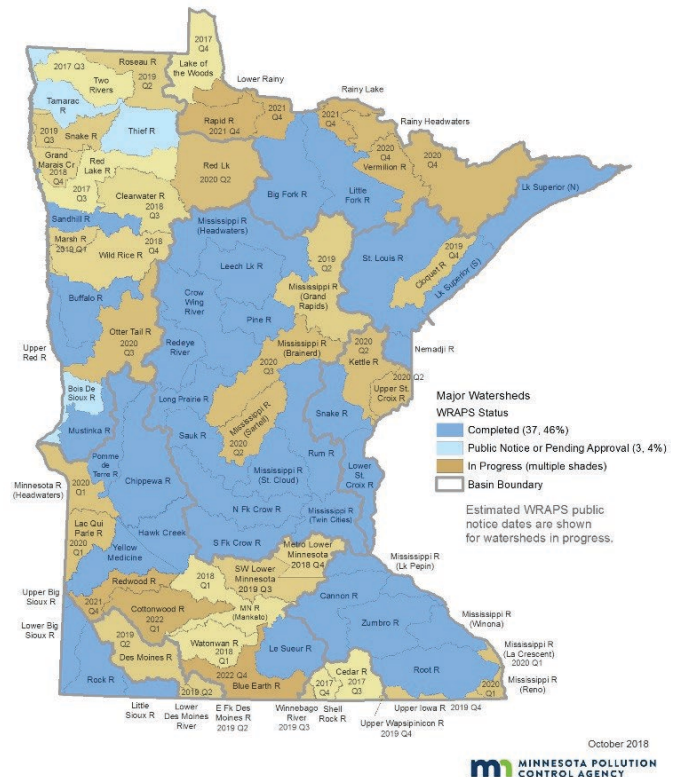 2017
Q4
Lake of
the Woods
Roseau R
2019
Q2
2017 Q3
Two
Rivers
Tamarac
R
Lower Rainy
Rapid R
2021 Q4
2021
Q4
Rainy Lake
2021
Q4
Rainy Headwaters
2020
Q4
Vermilion R
2020
Q4
2019
Q3
Snake R
Thief R
Grand
Marais Cr
2018
Q4
Red
Lake R
2017
Q3
Red Lk
2020 Q2
Clearwater R
2018
Q3
Big Fork R
Little
Fork R
Lk Superior (N)
Sandhill R
Mississippi R
(Headwaters)
Marsh R
2018 Q1
2018
Q4
Wild Rice R
Leech Lk R
2019
Q2
Mississippi R
(Grand
Rapids)
St. Louis R
2019
Q4
Cloquet R
Lk Superior (S)
Buffalo R
Crow
Wing
River
Pine R
Otter Tail R
2020
Q3
Redeye
River
Mississippi R
(Brainerd)
2020
Q3
2020
Q2
Kettle R
Nemadji R
2020 Q2
Upper St.
Croix R
Upper
Red R
Bois De
Sioux R
Long Prairie R
Mississippi R
(Sartell)
2020
Q2
Snake R
Mustinka R
Sauk R
Rum R
Pomme
de Terre R
Chippewa R
Mississippi R
(St. Cloud)
Lower
St.
Croix R
Minnesota R
(Headwaters)
2020
Q1
N Fk Crow R
Mississippi R
(Twin Cities)
Lac Qui
Parle R
2020
Q1
Hawk Creek
S Fk Crow R
Yellow
Medicine
Metro Lower
Minnesota
2018 Q4
SW Lower
Minnesota
2019 Q3
Mississippi R
(Lk Pepin)
Redwood R
2018
Q1
Upper Big
Sioux R
2021
Q4
Cottonwood R
2022
Q1
MN R
(Mankato)
Cannon R
Mississippi R
(Winona)
Lower Big
Sioux R
2019
Q2
Watonwan R
2018
Q1
Zumbro R
Des Moines R
Le Sueur R
Mississippi R
(La Crescent)
2020 Q1
Rock R
2022 Q4
Blue Earth R
2019 Q2
Cedar R
2017
Q4
2017
Q3
Root R
2020
Q1
Mississippi R
(Reno)
Little
Sioux R
Lower
Des Moines
River
E Fk Des
Moines R
2019 Q2
Winnebago
River
2019 Q3
Shell
Rock R
Upper Iowa R 2019 Q4
Upper Wapsipinicon R
2019 Q4
Major Watersheds
WRAPS Status
Completed (37, 46%)
Public Notice or Pending Approval (3, 4%)
In Progress (multiple shades)
Basin Boundary
Estimated WRAPS public
notice dates are shown
for watersheds in progress.
October 2018
MINNESOTA POLLUTION
CONTROL AGENCY